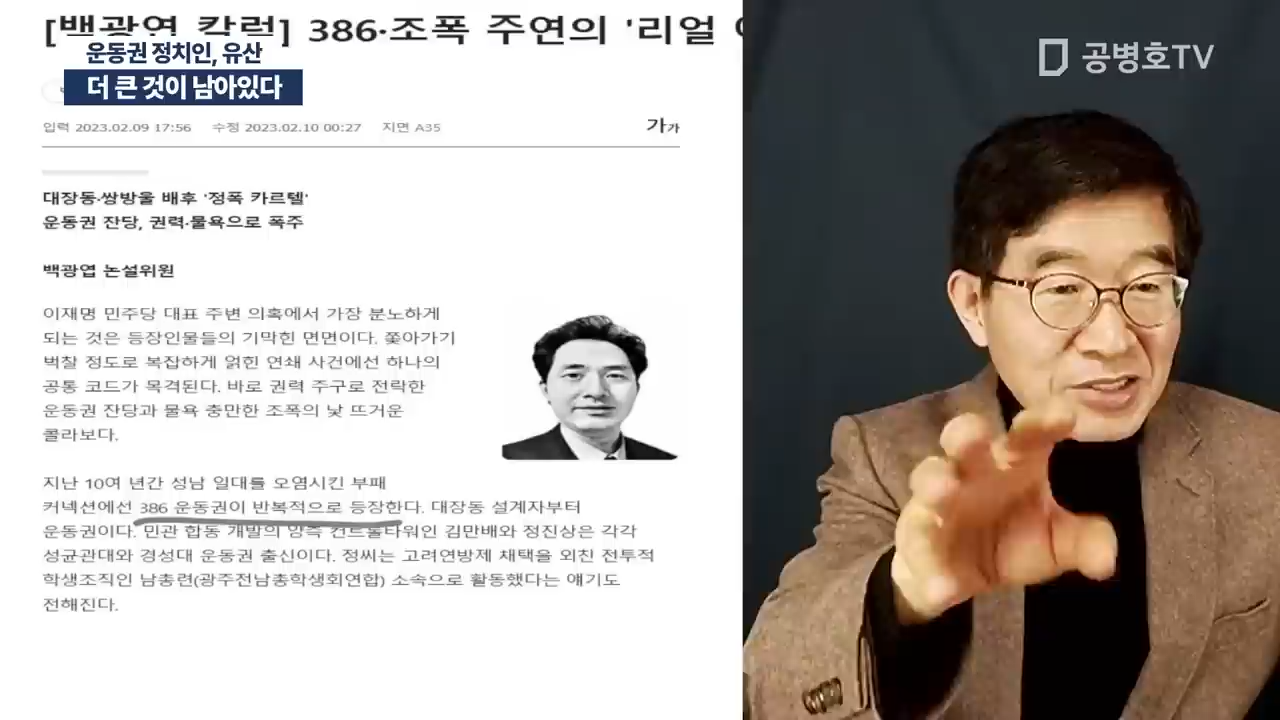 [백광엽 칼럼] 386·조폭 주연의 '리얼
운동권 정치인, 유산
더 큰 것이 남아있다
공병호TV
입력 2023.02.09 17:56 수정 2023.02.10 00:27 지면 A35
가가
대장동·쌍방울 배후 '정폭 카르텔'
운동권 잔당, 권력·물욕으로 폭주
백광엽 논설위원
이재명 민주당 대표 주변 의혹에서 가장 분노하게
되는 것은 등장인물들의 기막힌 면면이다. 쫓아가기
벅찰 정도로 복잡하게 얽힌 연쇄 사건에선 하나의
공통 코드가 목격된다. 바로 권력 주구로 전락한
운동권 잔당과 물욕 충만한 조폭의 낯 뜨거운
콜라보다.
지난 10여 년간 성남 일대를 오염시킨 부패
커넥션에선 386 운동권이 반복적으로 등장한다. 대장동 설계자부터
운동권이다. 민관 합동 개발의 양측 컨트롤타워인 김만배와 정진상은 각각
성균관대와 경성대 운동권 출신이다. 정씨는 고려연방제 채택을 외친 전투적
학생조직인 남총련(광주전남총학생회연합) 소속으로 활동했다는 얘기도
전해진다.